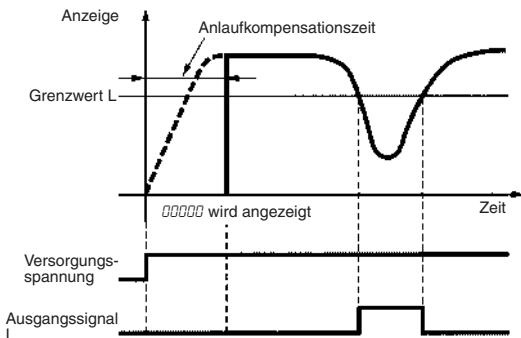 Anzeige
Anlaufkompensationszeit
Grenzwert L
00000 wird angezeigt
Zeit
Versorgungs-
spannung
Ausgangssignal
L